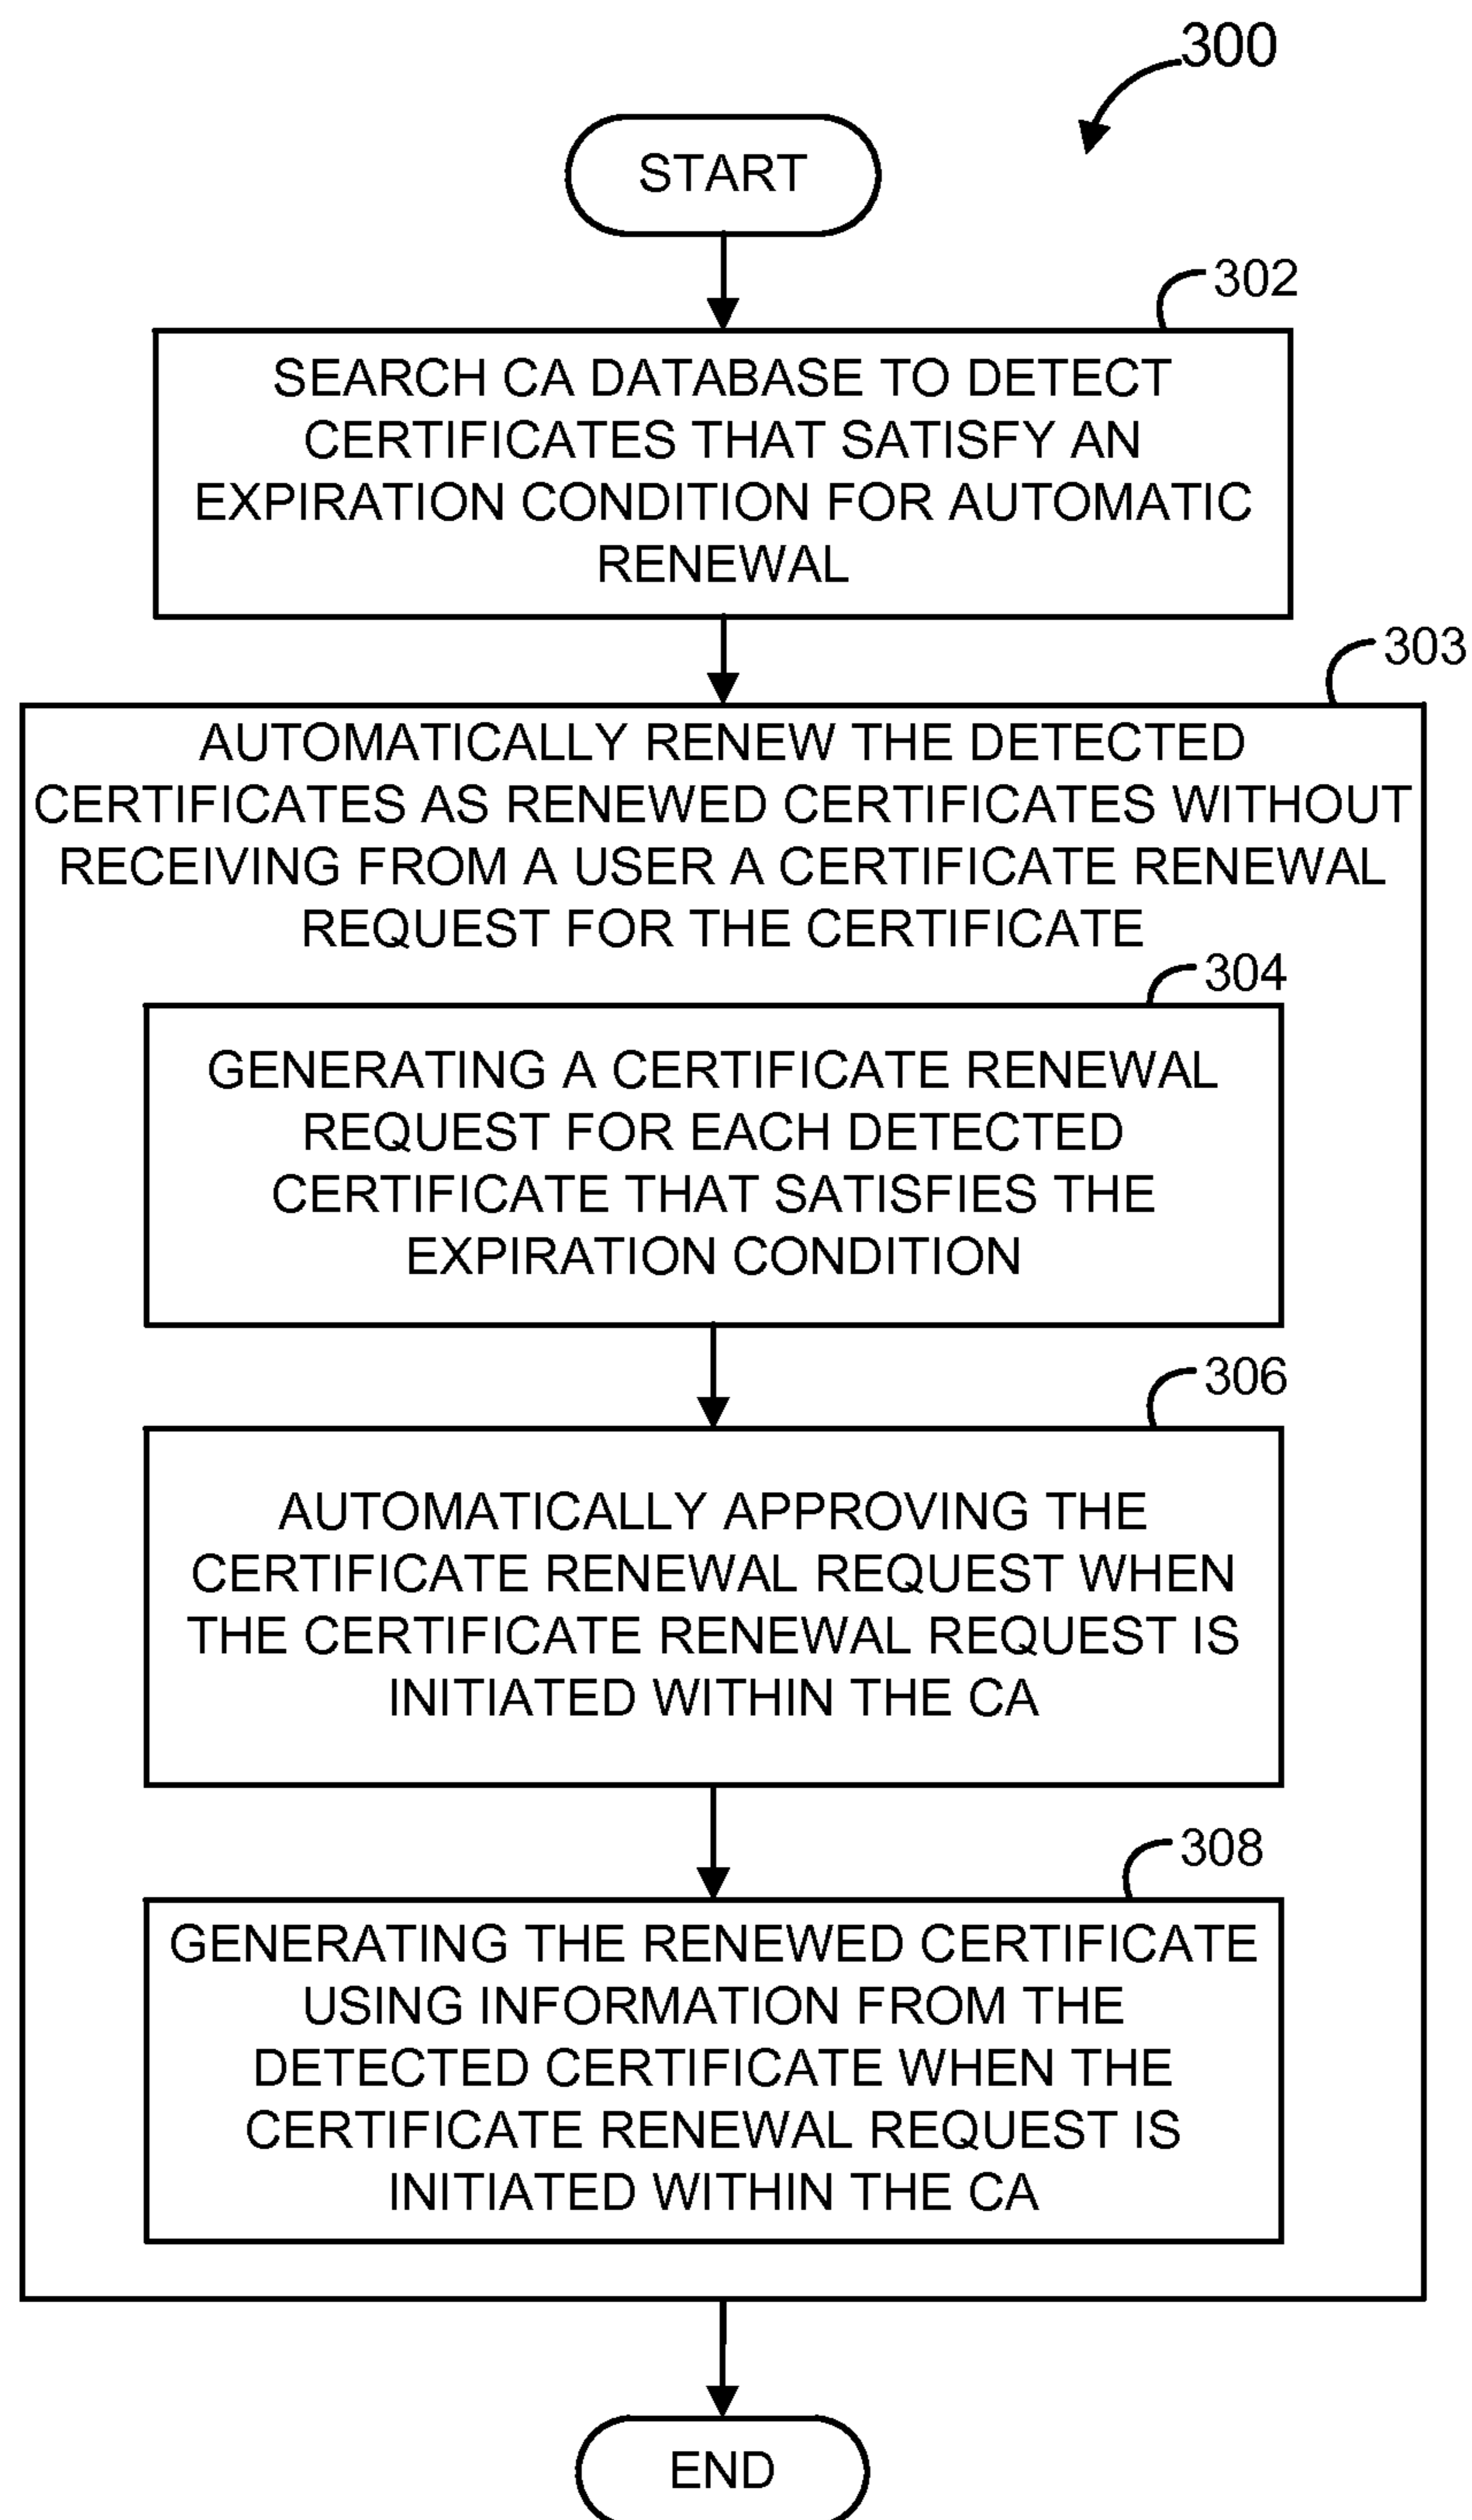 300
START
302
SEARCH CA DATABASE TO DETECT
CERTIFICATES THAT SATISFY AN
EXPIRATION CONDITION FOR AUTOMATIC
RENEWAL
303
AUTOMATICALLY RENEW THE DETECTED
CERTIFICATES AS RENEWED CERTIFICATES WITHOUT
RECEIVING FROM A USER A CERTIFICATE RENEWAL
REQUEST FOR THE CERTIFICATE
304
GENERATING A CERTIFICATE RENEWAL
REQUEST FOR EACH DETECTED
CERTIFICATE THAT SATISFIES THE
EXPIRATION CONDITION
306
AUTOMATICALLY APPROVING THE
CERTIFICATE RENEWAL REQUEST WHEN
THE CERTIFICATE RENEWAL REQUEST IS
INITIATED WITHIN THE CA
308
GENERATING THE RENEWED CERTIFICATE
USING INFORMATION FROM THE
DETECTED CERTIFICATE WHEN THE
CERTIFICATE RENEWAL REQUEST IS
INITIATED WITHIN THE CA
END